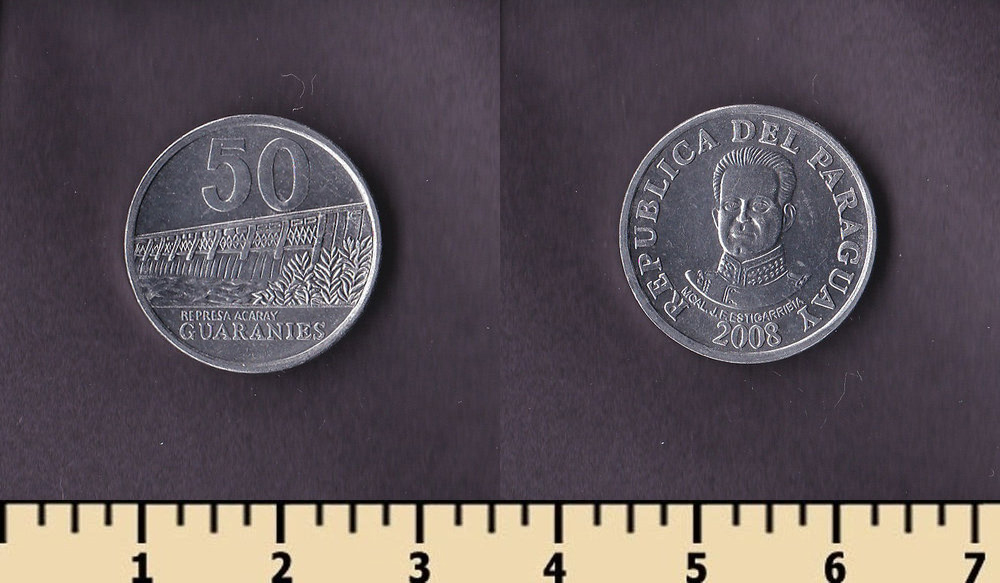 50
REPRESA ACARAY
GUARANIES
REPUBLICA DEL PARAGUAY
MCAL. J. F. ESTIGARRIBIA
2008
1 2 3 4 5 6 7